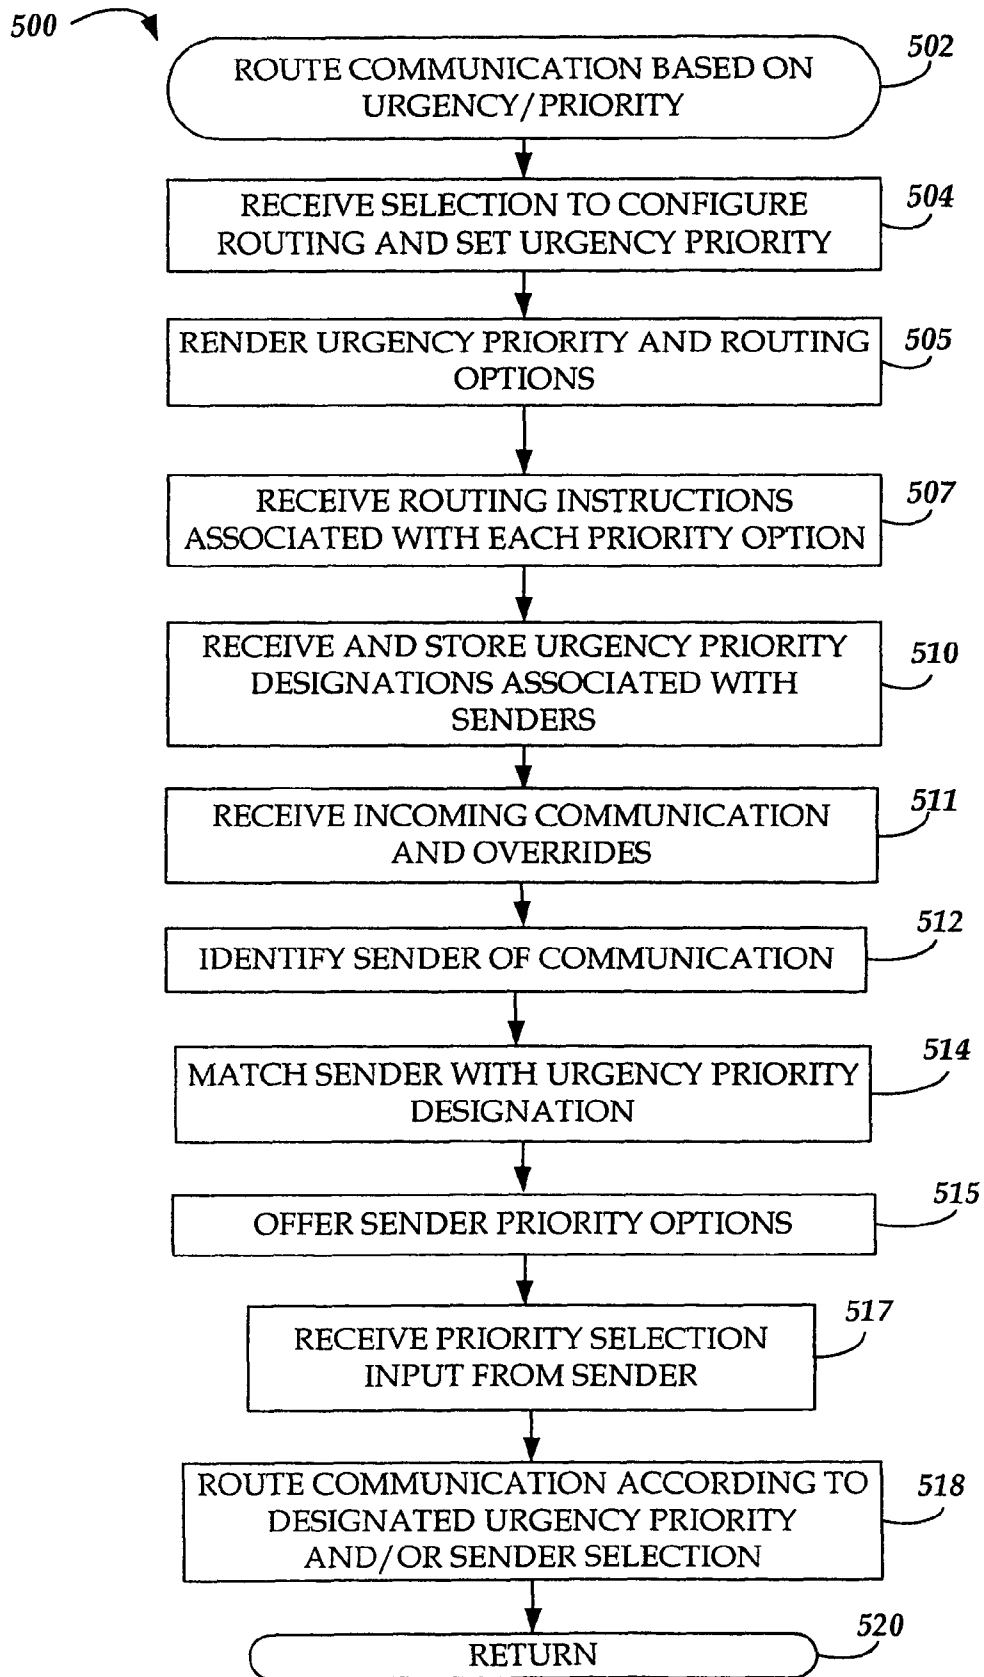 500
ROUTE COMMUNICATION BASED ON
URGENCY/PRIORITY
502
RECEIVE SELECTION TO CONFIGURE
ROUTING AND SET URGENCY PRIORITY
504
RENDER URGENCY PRIORITY AND ROUTING
OPTIONS
505
RECEIVE ROUTING INSTRUCTIONS
ASSOCIATED WITH EACH PRIORITY OPTION
507
RECEIVE AND STORE URGENCY PRIORITY
DESIGNATIONS ASSOCIATED WITH
SENDERS
510
RECEIVE INCOMING COMMUNICATION
AND OVERRIDES
511
IDENTIFY SENDER OF COMMUNICATION
512
MATCH SENDER WITH URGENCY PRIORITY
DESIGNATION
514
OFFER SENDER PRIORITY OPTIONS
515
RECEIVE PRIORITY SELECTION
INPUT FROM SENDER
517
ROUTE COMMUNICATION ACCORDING TO
DESIGNATED URGENCY PRIORITY
AND/OR SENDER SELECTION
518
RETURN
520